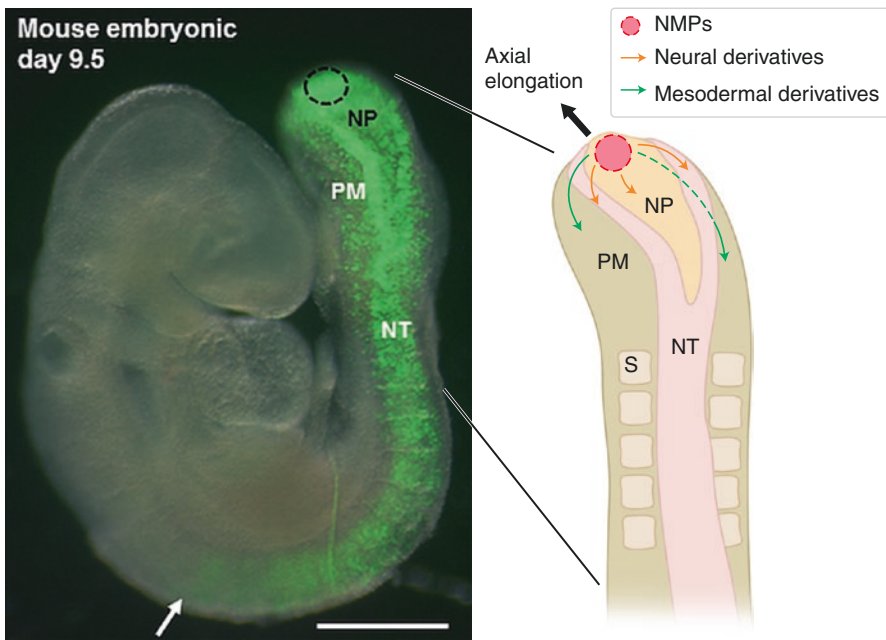 Mouse embryonic
day 9.5
NP
PM
NT
Axial
elongation
NMPs
Neural derivatives
Mesodermal derivatives
NP
PM
NT
S